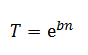 T = e^{bn}